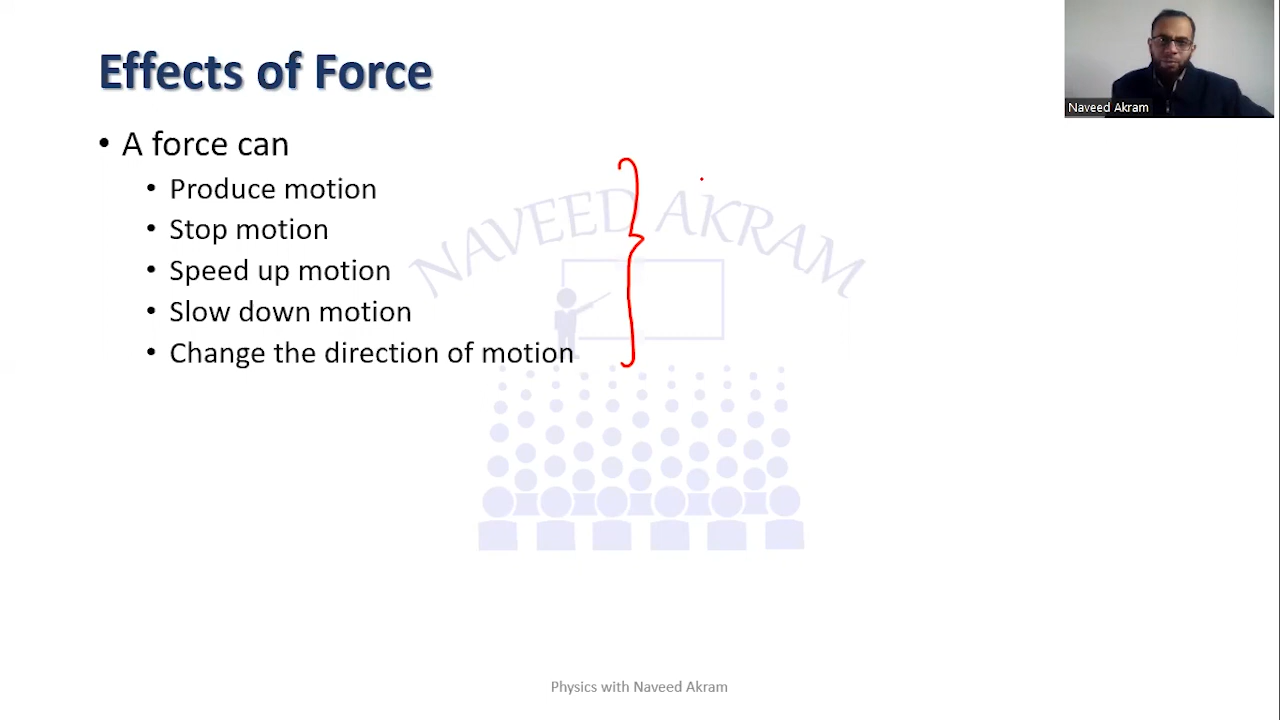 Effects of Force
Naveed Akram
• A force can
• Produce motion
• Stop motion
• Speed up motion
• Slow down motion
• Change the direction of motion
NAVEED AKRAM
Physics with Naveed Akram